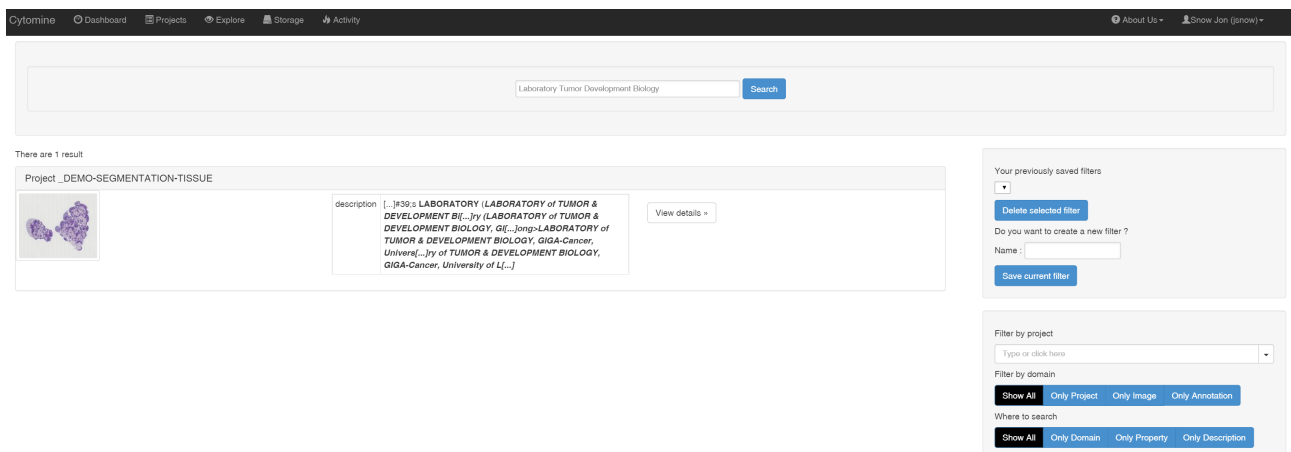 Cytomine Dashboard Projects Explore Storage Activity About Us Snow Jon (jsnow)
Laboratory Tumor Development Biology Search
There are 1 result
Project _DEMO-SEGMENTATION-TISSUE
description [...]#39;s LABORATORY (LABORATORY of TUMOR &
DEVELOPMENT Bi[...]ry (LABORATORY of TUMOR &
DEVELOPMENT BIOLOGY, GI[...]ong>LABORATORY of
TUMOR & DEVELOPMENT BIOLOGY, GIGA-Cancer,
Univers[...]ry of TUMOR & DEVELOPMENT BIOLOGY,
GIGA-Cancer, University of L[...]
View details »
Your previously saved filters
Delete selected filter
Do you want to create a new filter ?
Name :
Save current filter
Filter by project
Type or click here
Filter by domain
Show All Only Project Only Image Only Annotation
Where to search
Show All Only Domain Only Property Only Description